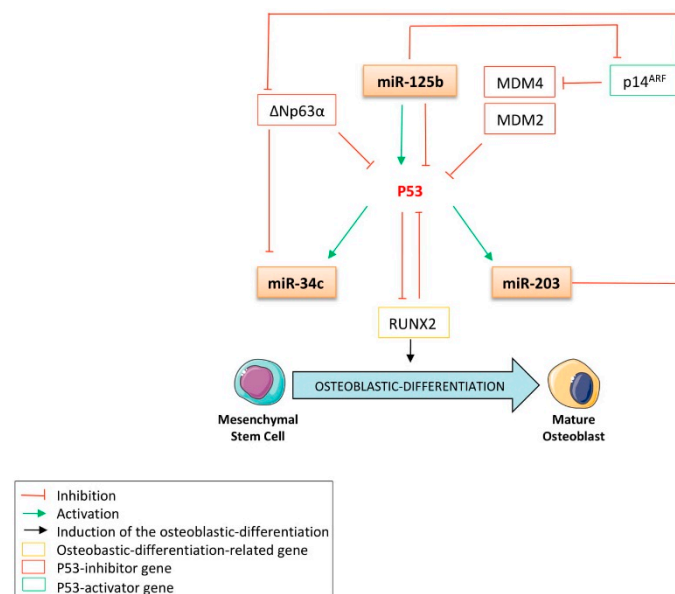 miR-125b
p14ARF
MDM4
ΔNp63α
MDM2
P53
miR-34c
miR-203
RUNX2
OSTEOBLASTIC-DIFFERENTIATION
Mesenchymal
Stem Cell
Mature
Osteoblast
Inhibition
Activation
Induction of the osteoblastic-differentiation
Osteobastic-differentiation-related gene
P53-inhibitor gene
P53-activator gene